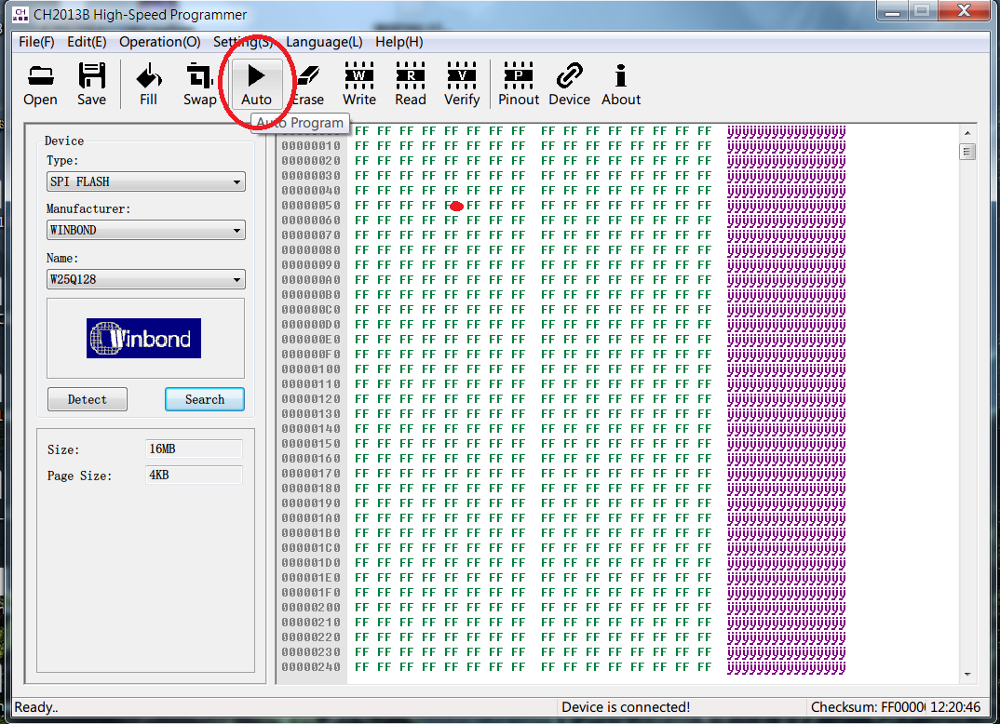 CH
CH2013B High-Speed Programmer
File(F) Edit(E) Operation(O) Setting(S) Language(L) Help(H)
Open Save Fill Swap Auto Erase Write Read Verify Pinout Device About
W R V P i
Auto Program
Device
Type:
SPI FLASH
Manufacturer:
WINBOND
Name:
W25Q128
Winbond
Detect Search
Size: 16MB
Page Size: 4KB
FF FF FF FF FF FF FF FF FF FF FF FF FF FF FF FF ÿÿÿÿÿÿÿÿÿÿÿÿÿÿÿÿ
00000010 FF FF FF FF FF FF FF FF FF FF FF FF FF FF FF FF ÿÿÿÿÿÿÿÿÿÿÿÿÿÿÿÿ
00000020 FF FF FF FF FF FF FF FF FF FF FF FF FF FF FF FF ÿÿÿÿÿÿÿÿÿÿÿÿÿÿÿÿ
00000030 FF FF FF FF FF FF FF FF FF FF FF FF FF FF FF FF ÿÿÿÿÿÿÿÿÿÿÿÿÿÿÿÿ
00000040 FF FF FF FF FF FF FF FF FF FF FF FF FF FF FF FF ÿÿÿÿÿÿÿÿÿÿÿÿÿÿÿÿ
00000050 FF FF FF FF FF FF FF FF FF FF FF FF FF FF FF ÿÿÿÿÿÿÿÿÿÿÿÿÿÿÿÿ
00000060 FF FF FF FF FF FF FF FF FF FF FF FF FF FF FF FF ÿÿÿÿÿÿÿÿÿÿÿÿÿÿÿÿ
00000070 FF FF FF FF FF FF FF FF FF FF FF FF FF FF FF FF ÿÿÿÿÿÿÿÿÿÿÿÿÿÿÿÿ
00000080 FF FF FF FF FF FF FF FF FF FF FF FF FF FF FF FF ÿÿÿÿÿÿÿÿÿÿÿÿÿÿÿÿ
00000090 FF FF FF FF FF FF FF FF FF FF FF FF FF FF FF FF ÿÿÿÿÿÿÿÿÿÿÿÿÿÿÿÿ
000000A0 FF FF FF FF FF FF FF FF FF FF FF FF FF FF FF FF ÿÿÿÿÿÿÿÿÿÿÿÿÿÿÿÿ
000000B0 FF FF FF FF FF FF FF FF FF FF FF FF FF FF FF FF ÿÿÿÿÿÿÿÿÿÿÿÿÿÿÿÿ
000000C0 FF FF FF FF FF FF FF FF FF FF FF FF FF FF FF FF ÿÿÿÿÿÿÿÿÿÿÿÿÿÿÿÿ
000000D0 FF FF FF FF FF FF FF FF FF FF FF FF FF FF FF FF ÿÿÿÿÿÿÿÿÿÿÿÿÿÿÿÿ
000000E0 FF FF FF FF FF FF FF FF FF FF FF FF FF FF FF FF ÿÿÿÿÿÿÿÿÿÿÿÿÿÿÿÿ
000000F0 FF FF FF FF FF FF FF FF FF FF FF FF FF FF FF FF ÿÿÿÿÿÿÿÿÿÿÿÿÿÿÿÿ
00000100 FF FF FF FF FF FF FF FF FF FF FF FF FF FF FF FF ÿÿÿÿÿÿÿÿÿÿÿÿÿÿÿÿ
00000110 FF FF FF FF FF FF FF FF FF FF FF FF FF FF FF FF ÿÿÿÿÿÿÿÿÿÿÿÿÿÿÿÿ
00000120 FF FF FF FF FF FF FF FF FF FF FF FF FF FF FF FF ÿÿÿÿÿÿÿÿÿÿÿÿÿÿÿÿ
00000130 FF FF FF FF FF FF FF FF FF FF FF FF FF FF FF FF ÿÿÿÿÿÿÿÿÿÿÿÿÿÿÿÿ
00000140 FF FF FF FF FF FF FF FF FF FF FF FF FF FF FF FF ÿÿÿÿÿÿÿÿÿÿÿÿÿÿÿÿ
00000150 FF FF FF FF FF FF FF FF FF FF FF FF FF FF FF FF ÿÿÿÿÿÿÿÿÿÿÿÿÿÿÿÿ
00000160 FF FF FF FF FF FF FF FF FF FF FF FF FF FF FF FF ÿÿÿÿÿÿÿÿÿÿÿÿÿÿÿÿ
00000170 FF FF FF FF FF FF FF FF FF FF FF FF FF FF FF FF ÿÿÿÿÿÿÿÿÿÿÿÿÿÿÿÿ
00000180 FF FF FF FF FF FF FF FF FF FF FF FF FF FF FF FF ÿÿÿÿÿÿÿÿÿÿÿÿÿÿÿÿ
00000190 FF FF FF FF FF FF FF FF FF FF FF FF FF FF FF FF ÿÿÿÿÿÿÿÿÿÿÿÿÿÿÿÿ
000001A0 FF FF FF FF FF FF FF FF FF FF FF FF FF FF FF FF ÿÿÿÿÿÿÿÿÿÿÿÿÿÿÿÿ
000001B0 FF FF FF FF FF FF FF FF FF FF FF FF FF FF FF FF ÿÿÿÿÿÿÿÿÿÿÿÿÿÿÿÿ
000001C0 FF FF FF FF FF FF FF FF FF FF FF FF FF FF FF FF ÿÿÿÿÿÿÿÿÿÿÿÿÿÿÿÿ
000001D0 FF FF FF FF FF FF FF FF FF FF FF FF FF FF FF FF ÿÿÿÿÿÿÿÿÿÿÿÿÿÿÿÿ
000001E0 FF FF FF FF FF FF FF FF FF FF FF FF FF FF FF FF ÿÿÿÿÿÿÿÿÿÿÿÿÿÿÿÿ
000001F0 FF FF FF FF FF FF FF FF FF FF FF FF FF FF FF FF ÿÿÿÿÿÿÿÿÿÿÿÿÿÿÿÿ
00000200 FF FF FF FF FF FF FF FF FF FF FF FF FF FF FF FF ÿÿÿÿÿÿÿÿÿÿÿÿÿÿÿÿ
00000210 FF FF FF FF FF FF FF FF FF FF FF FF FF FF FF FF ÿÿÿÿÿÿÿÿÿÿÿÿÿÿÿÿ
00000220 FF FF FF FF FF FF FF FF FF FF FF FF FF FF FF FF ÿÿÿÿÿÿÿÿÿÿÿÿÿÿÿÿ
00000230 FF FF FF FF FF FF FF FF FF FF FF FF FF FF FF FF ÿÿÿÿÿÿÿÿÿÿÿÿÿÿÿÿ
00000240 FF FF FF FF FF FF FF FF FF FF FF FF FF FF FF FF ÿÿÿÿÿÿÿÿÿÿÿÿÿÿÿÿ
Ready.. Device is connected! Checksum: FF0000 12:20:46